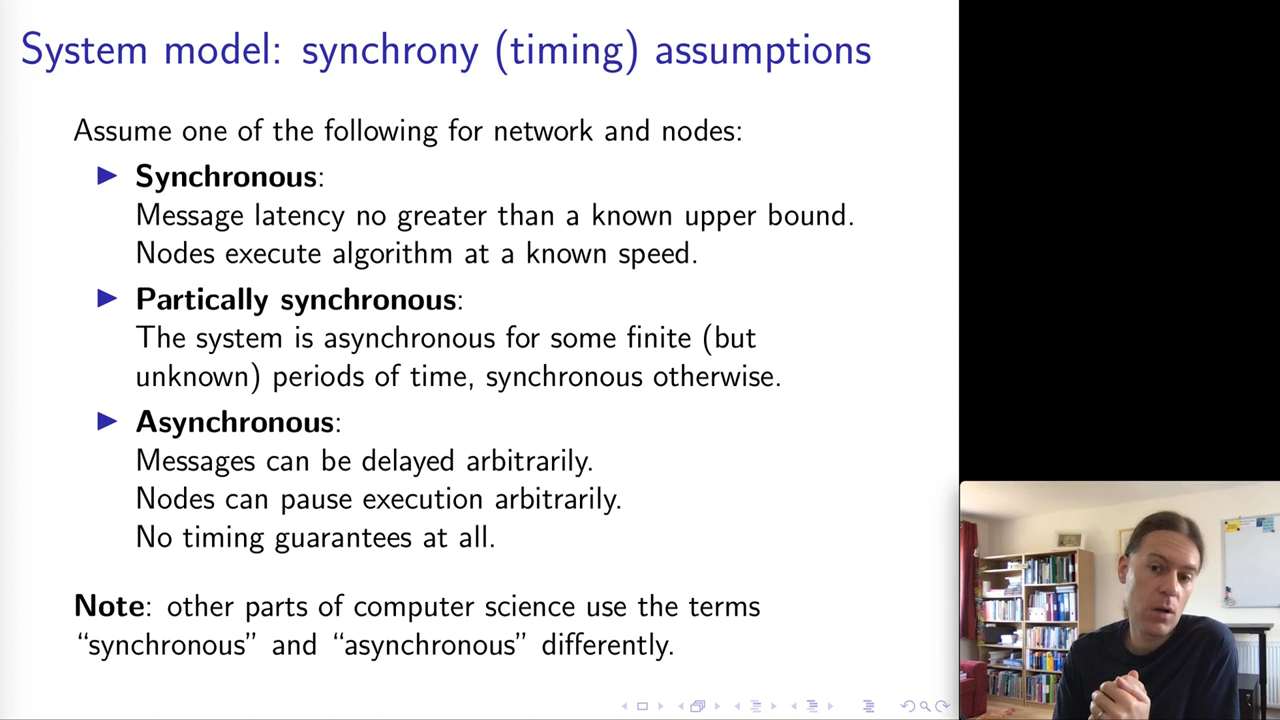 System model: synchrony (timing) assumptions
Assume one of the following for network and nodes:
▶ Synchronous:
Message latency no greater than a known upper bound.
Nodes execute algorithm at a known speed.
▶ Partically synchronous:
The system is asynchronous for some finite (but
unknown) periods of time, synchronous otherwise.
▶ Asynchronous:
Messages can be delayed arbitrarily.
Nodes can pause execution arbitrarily.
No timing guarantees at all.
Note: other parts of computer science use the terms
“synchronous” and “asynchronous” differently.